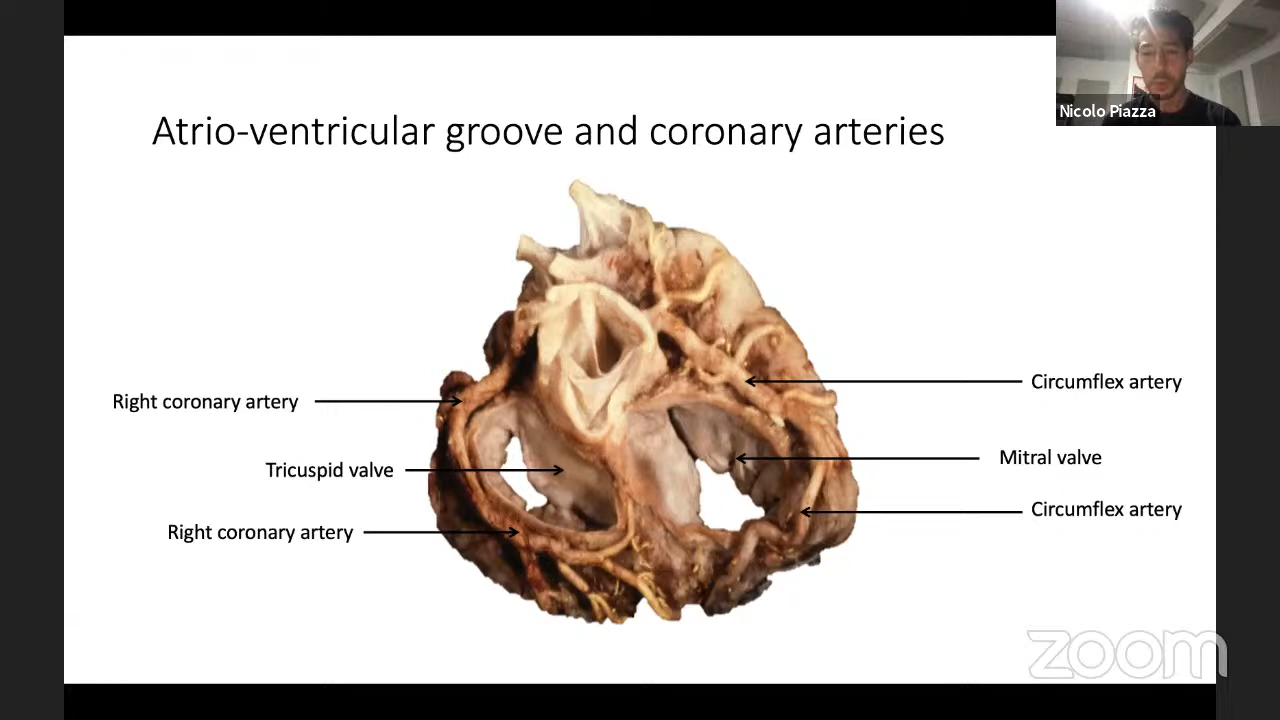 Nicolo Piazza
Atrio-ventricular groove and coronary arteries
Circumflex artery
Right coronary artery
Mitral valve
Tricuspid valve
Circumflex artery
Right coronary artery
zoom